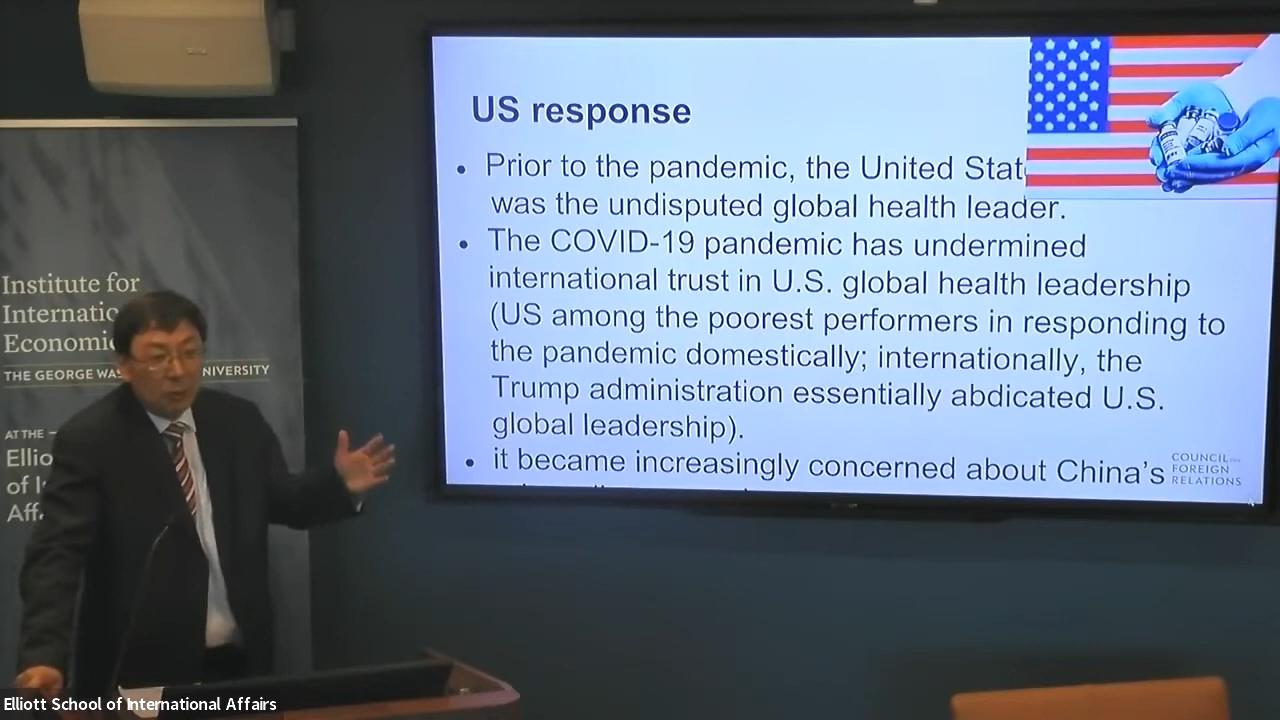 US response
• Prior to the pandemic, the United Stat
was the undisputed global health leader.
• The COVID-19 pandemic has undermined
international trust in U.S. global health leadership
(US among the poorest performers in responding to
the pandemic domestically; internationally, the
Trump administration essentially abdicated U.S.
global leadership).
• it became increasingly concerned about China's
COUNCIL
FOREIGN
RELATIONS
Institute for
Internatio
Economic
THE GEORGE WAS NIVERSITY
AT THE
Ellio
of I
Aff
Elliott School of International Affairs